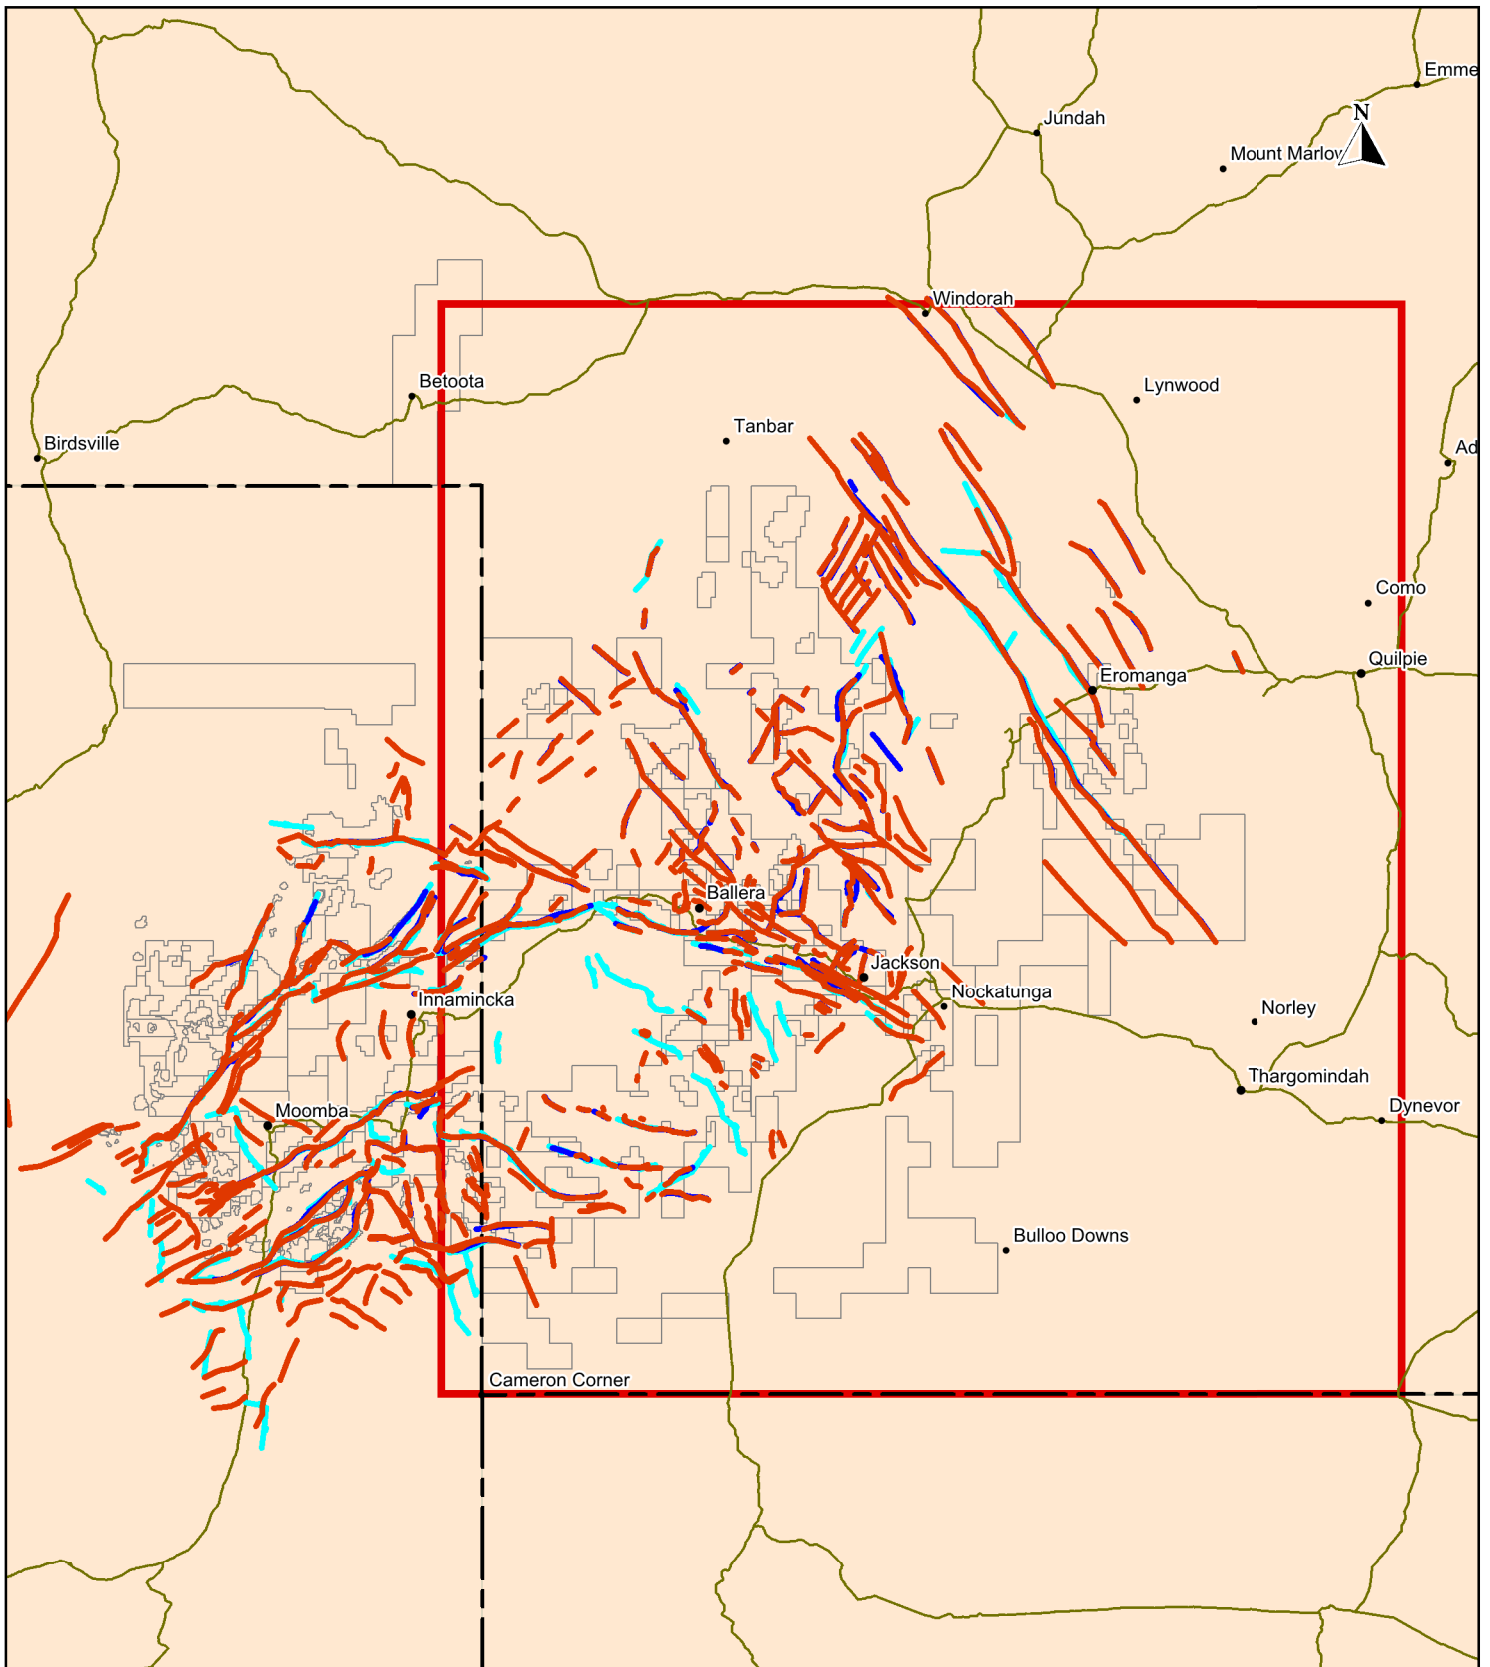 Emme
N
Jundah
Mount Marlow
Windorah
Betoota
Lynwood
Tanbar
Birdsville
Ad
Como
Quilpie
Eromanga
Ballera
Jackson
Nockatunga
Innamincka
Norley
Thargomindah
Moomba
Dynevor
Bulloo Downs
Cameron Corner